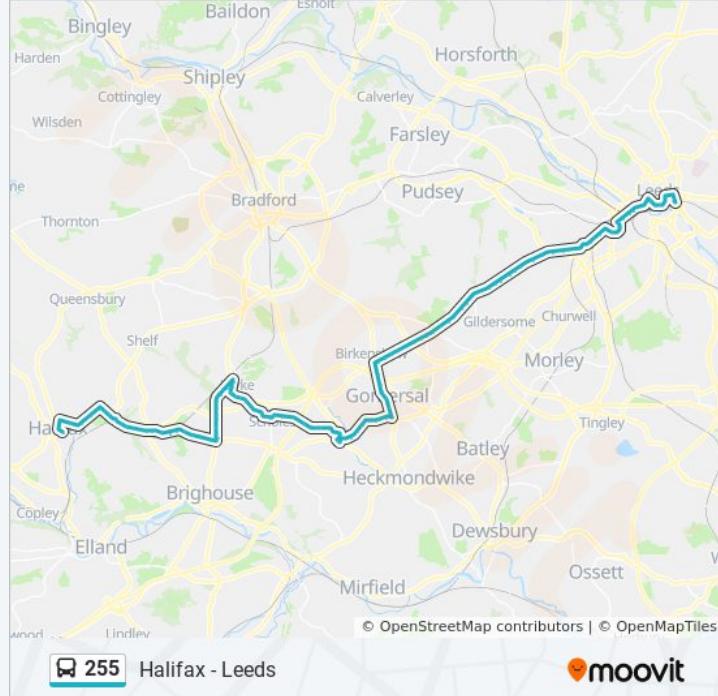 Esholt
Baildon
Bingley
Harden
Horsforth
Shipley
Cottingley
Calverley
Wilsden
Farsley
Pudsey
Bradford
Thornton
Queensbury
Gildersome
Churwell
Shelf
Morley
Tingley
Batley
Heckmondwike
Brighouse
Copley
Dewsbury
Elland
Ossett
Mirfield
Lindley
© OpenStreetMap contributors | © OpenMapTiles
255 Halifax - Leeds
moovit